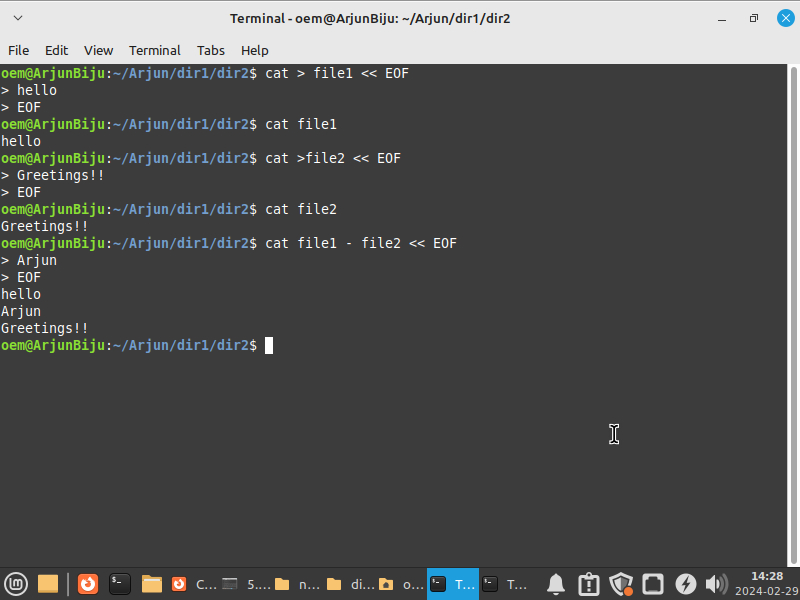 Terminal - oem@ArjunBiju: ~/Arjun/dir1/dir2
File Edit View Terminal Tabs Help
oem@ArjunBiju:~/Arjun/dir1/dir2$ cat > file1 << EOF
> hello
> EOF
oem@ArjunBiju:~/Arjun/dir1/dir2$ cat file1
hello
oem@ArjunBiju:~/Arjun/dir1/dir2$ cat >file2 << EOF
> Greetings!!
> EOF
oem@ArjunBiju:~/Arjun/dir1/dir2$ cat file2
Greetings!!
oem@ArjunBiju:~/Arjun/dir1/dir2$ cat file1 - file2 << EOF
> Arjun
> EOF
hello
Arjun
Greetings!!
oem@ArjunBiju:~/Arjun/dir1/dir2$
C... 5.... n... di... o... T... T... 14:28
2024-02-29